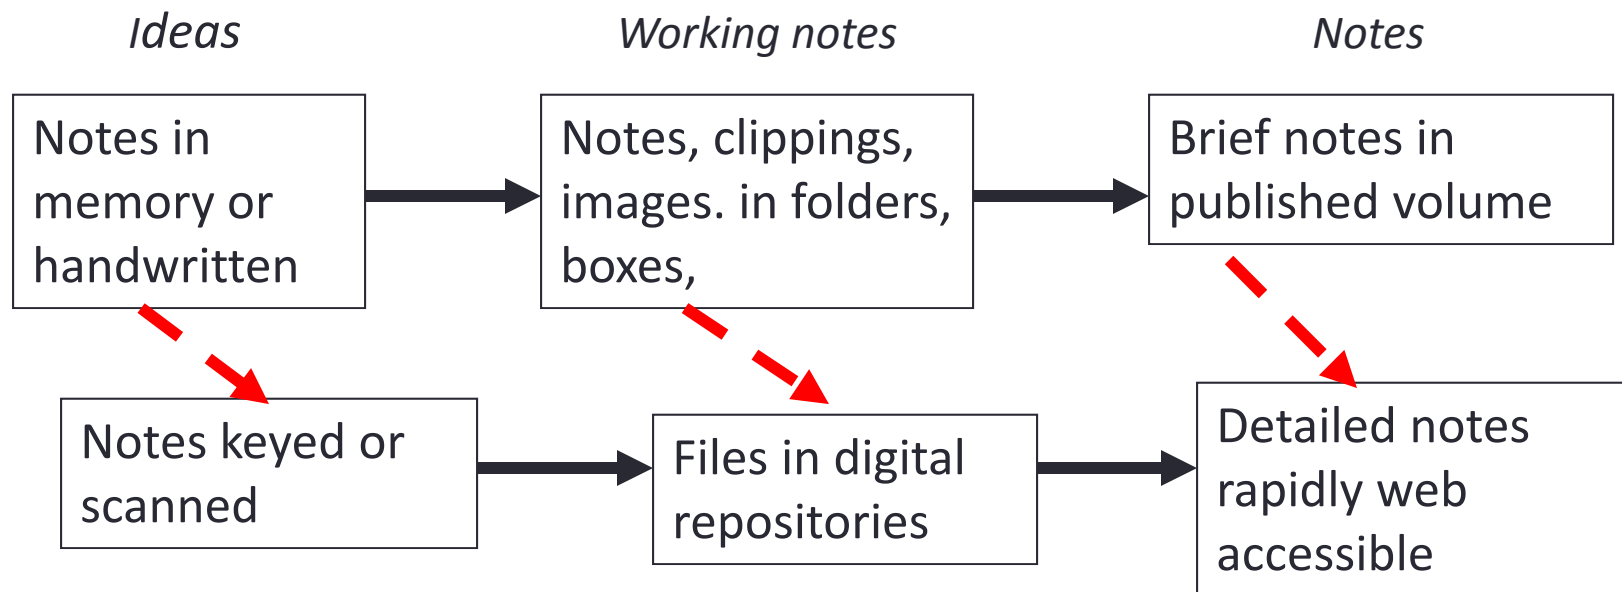 Ideas
Working notes
Notes
Notes in
memory or
handwritten
Notes, clippings,
images. in folders,
boxes,
Brief notes in
published volume
Notes keyed or
scanned
Files in digital
repositories
Detailed notes
rapidly web
accessible